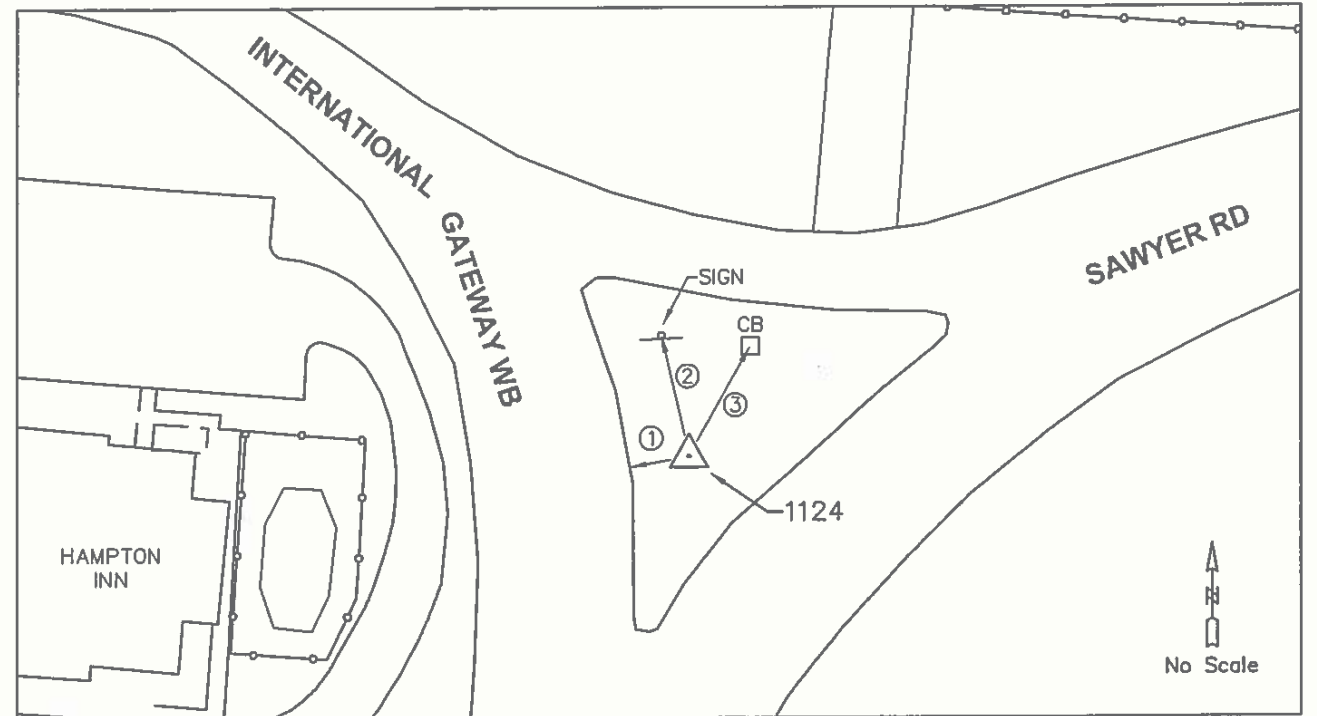 INTERNATIONAL GATEWAY WB
SAWYER RD
SIGN
CB
②
③
①
1124
HAMPTON
INN
N
No Scale